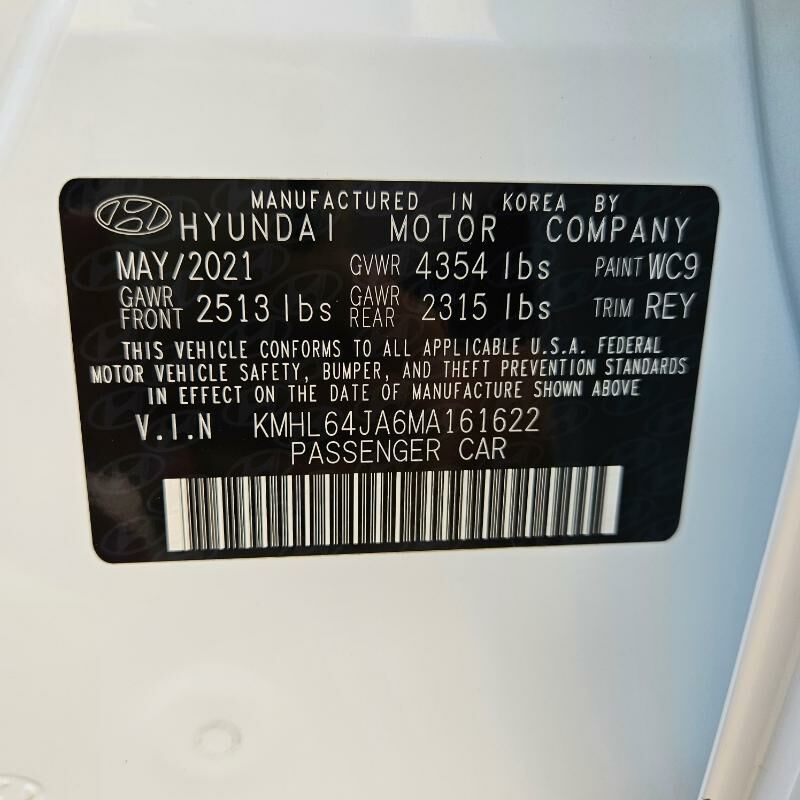 MANUFACTURED IN KOREA BY
HYUNDAI MOTOR COMPANY
MAY/2021 GVWR 4354 lbs PAINT WC9
GAWR FRONT 2513 lbs GAWR REAR 2315 lbs TRIM REY
THIS VEHICLE CONFORMS TO ALL APPLICABLE U.S.A. FEDERAL
MOTOR VEHICLE SAFETY, BUMPER, AND THEFT PREVENTION STANDARDS
IN EFFECT ON THE DATE OF MANUFACTURE SHOWN ABOVE
V.I.N KMHL64JA6MA161622
PASSENGER CAR